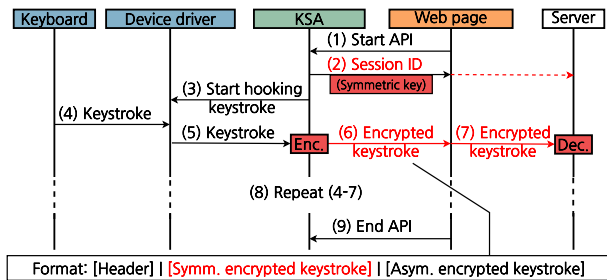 Keyboard
Device driver
KSA
Web page
Server
(1) Start API
(2) Session ID
(Symmetric key)
(3) Start hooking
keystroke
(4) Keystroke
(5) Keystroke
Enc.
(6) Encrypted
keystroke
(7) Encrypted
keystroke
Dec.
(8) Repeat (4-7)
(9) End API
Format: [Header] | [Symm. encrypted keystroke] | [Asym. encrypted keystroke]